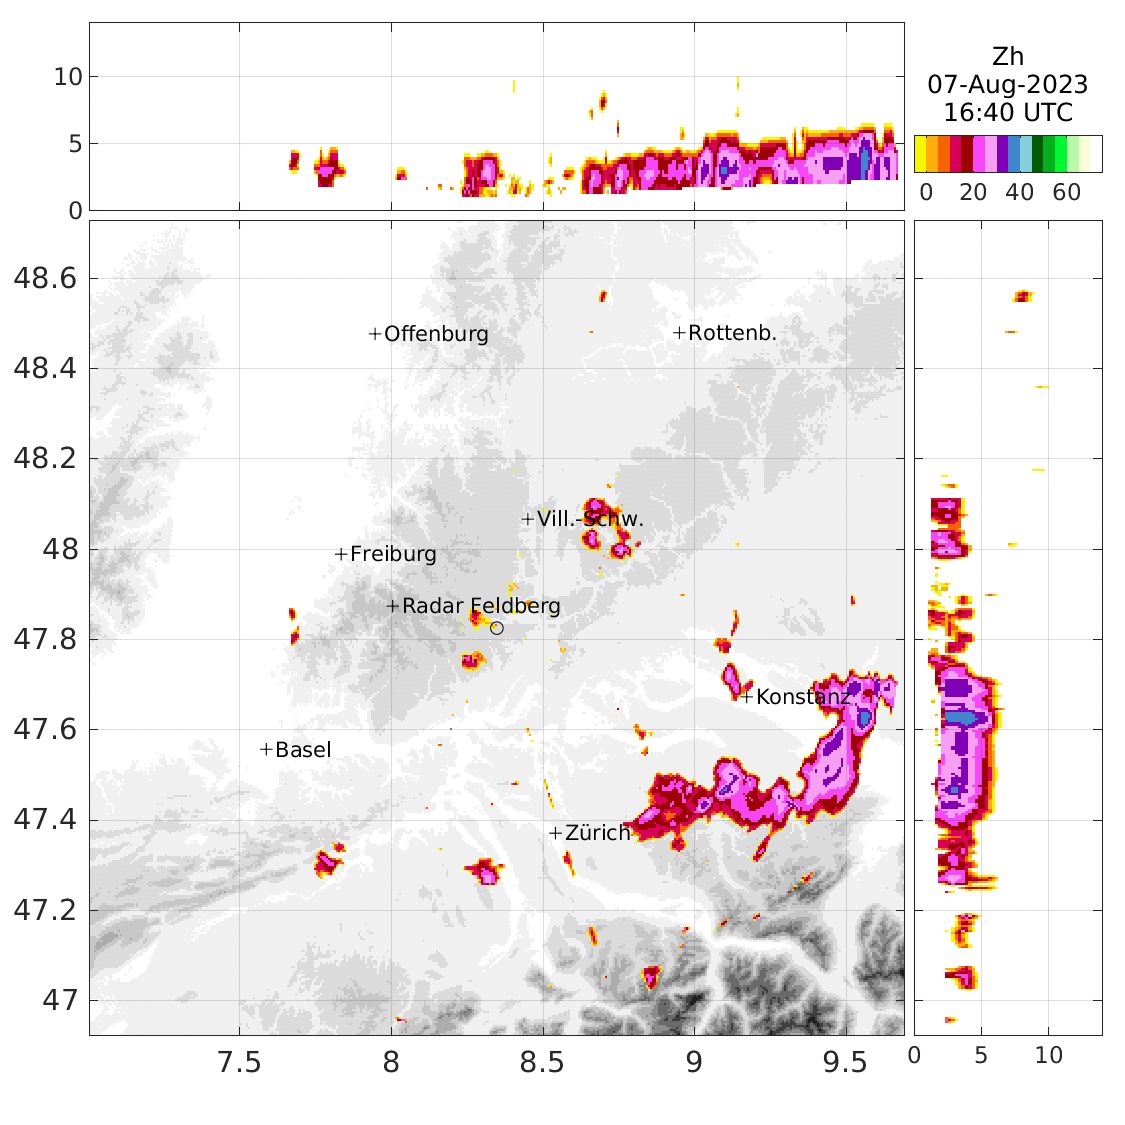 10
5
0
Zh
07-Aug-2023
16:40 UTC
0 20 40 60
48.6
48.4
48.2
48
47.8
47.6
47.4
47.2
47
Offenburg
Rottenb.
Vill.-Schw.
Freiburg
Radar Feldberg
Konstanz
Basel
Zürich
7.5 8 8.5 9 9.5
0 5 10